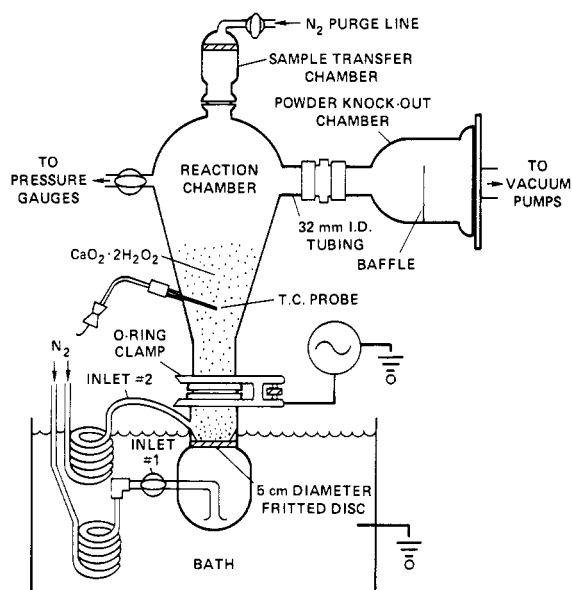 N₂ PURGE LINE
SAMPLE TRANSFER
CHAMBER
POWDER KNOCK-OUT
CHAMBER
TO
PRESSURE
GAUGES
REACTION
CHAMBER
TO
VACUUM
PUMPS
32 mm I.D.
TUBING
BAFFLE
CaO₂·2H₂O₂
T.C. PROBE
O-RING
CLAMP
N₂
INLET #2
INLET
#1
5 cm DIAMETER
FRITTED DISC
BATH